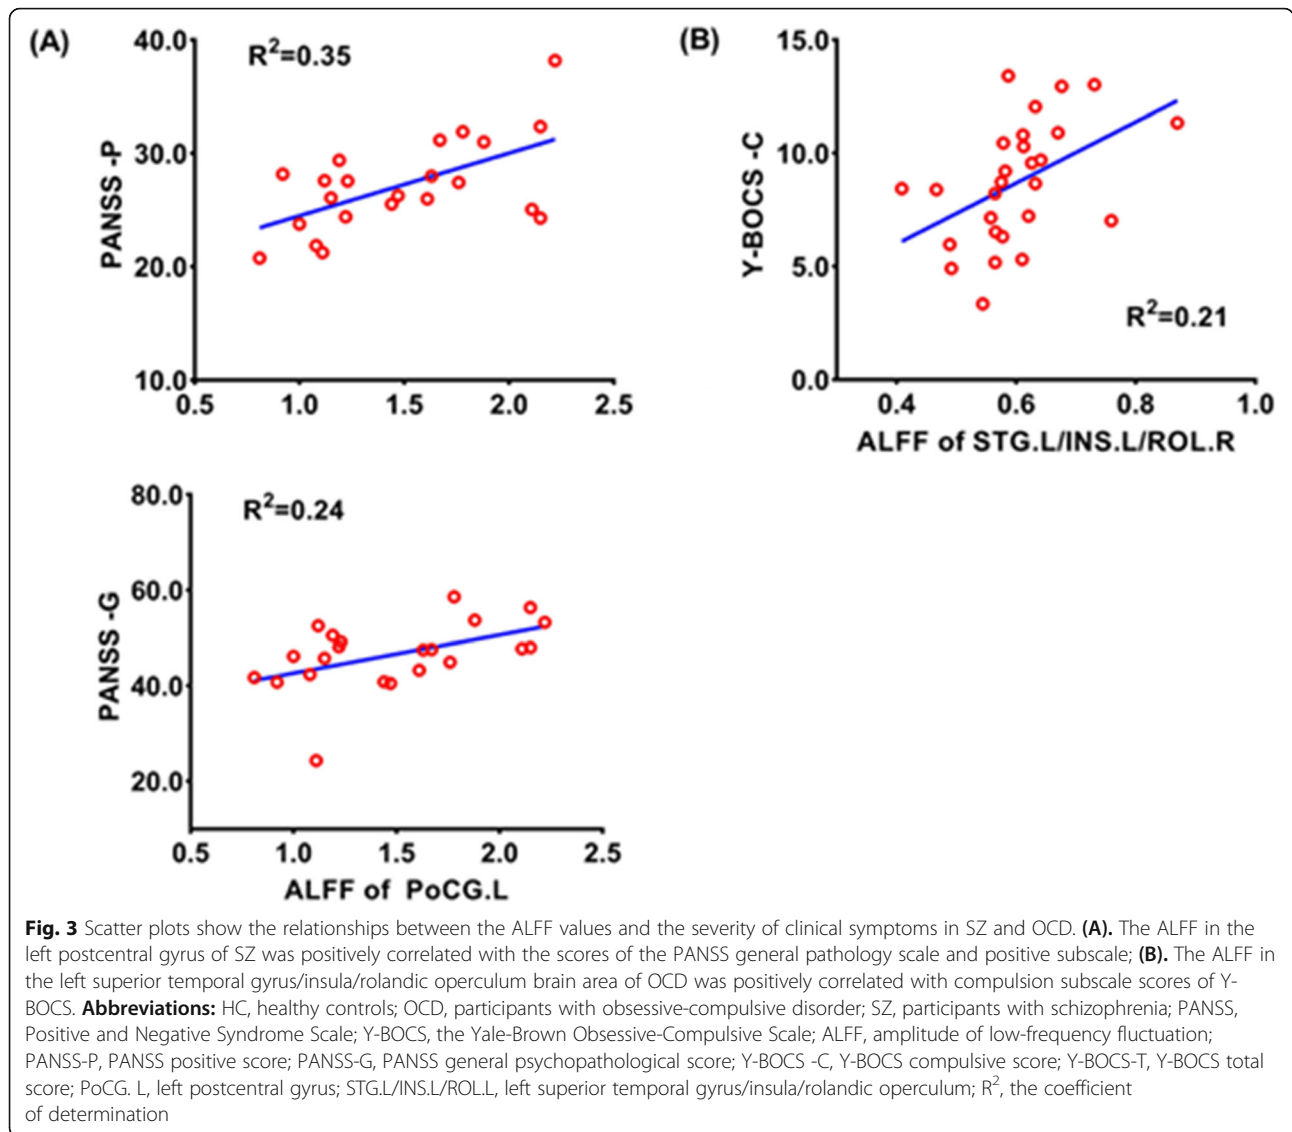 (A)
40.0
30.0
20.0
10.0
PANSS -P
R²=0.35
0.5 1.0 1.5 2.0 2.5
(B)
15.0
10.0
5.0
0.0
Y-BOCS -C
R²=0.21
0.4 0.6 0.8 1.0
ALFF of STG.L/INS.L/ROL.R
80.0
60.0
40.0
20.0
PANSS -G
R²=0.24
0.5 1.0 1.5 2.0 2.5
ALFF of PoCG.L
Fig. 3 Scatter plots show the relationships between the ALFF values and the severity of clinical symptoms in SZ and OCD. (A). The ALFF in the
left postcentral gyrus of SZ was positively correlated with the scores of the PANSS general pathology scale and positive subscale; (B). The ALFF in
the left superior temporal gyrus/insula/rolandic operculum brain area of OCD was positively correlated with compulsion subscale scores of Y-
BOCS. Abbreviations: HC, healthy controls; OCD, participants with obsessive-compulsive disorder; SZ, participants with schizophrenia; PANSS,
Positive and Negative Syndrome Scale; Y-BOCS, the Yale-Brown Obsessive-Compulsive Scale; ALFF, amplitude of low-frequency fluctuation;
PANSS-P, PANSS positive score; PANSS-G, PANSS general psychopathological score; Y-BOCS -C, Y-BOCS compulsive score; Y-BOCS-T, Y-BOCS total
score; PoCG. L, left postcentral gyrus; STG.L/INS.L/ROL.L, left superior temporal gyrus/insula/rolandic operculum; R², the coefficient
of determination